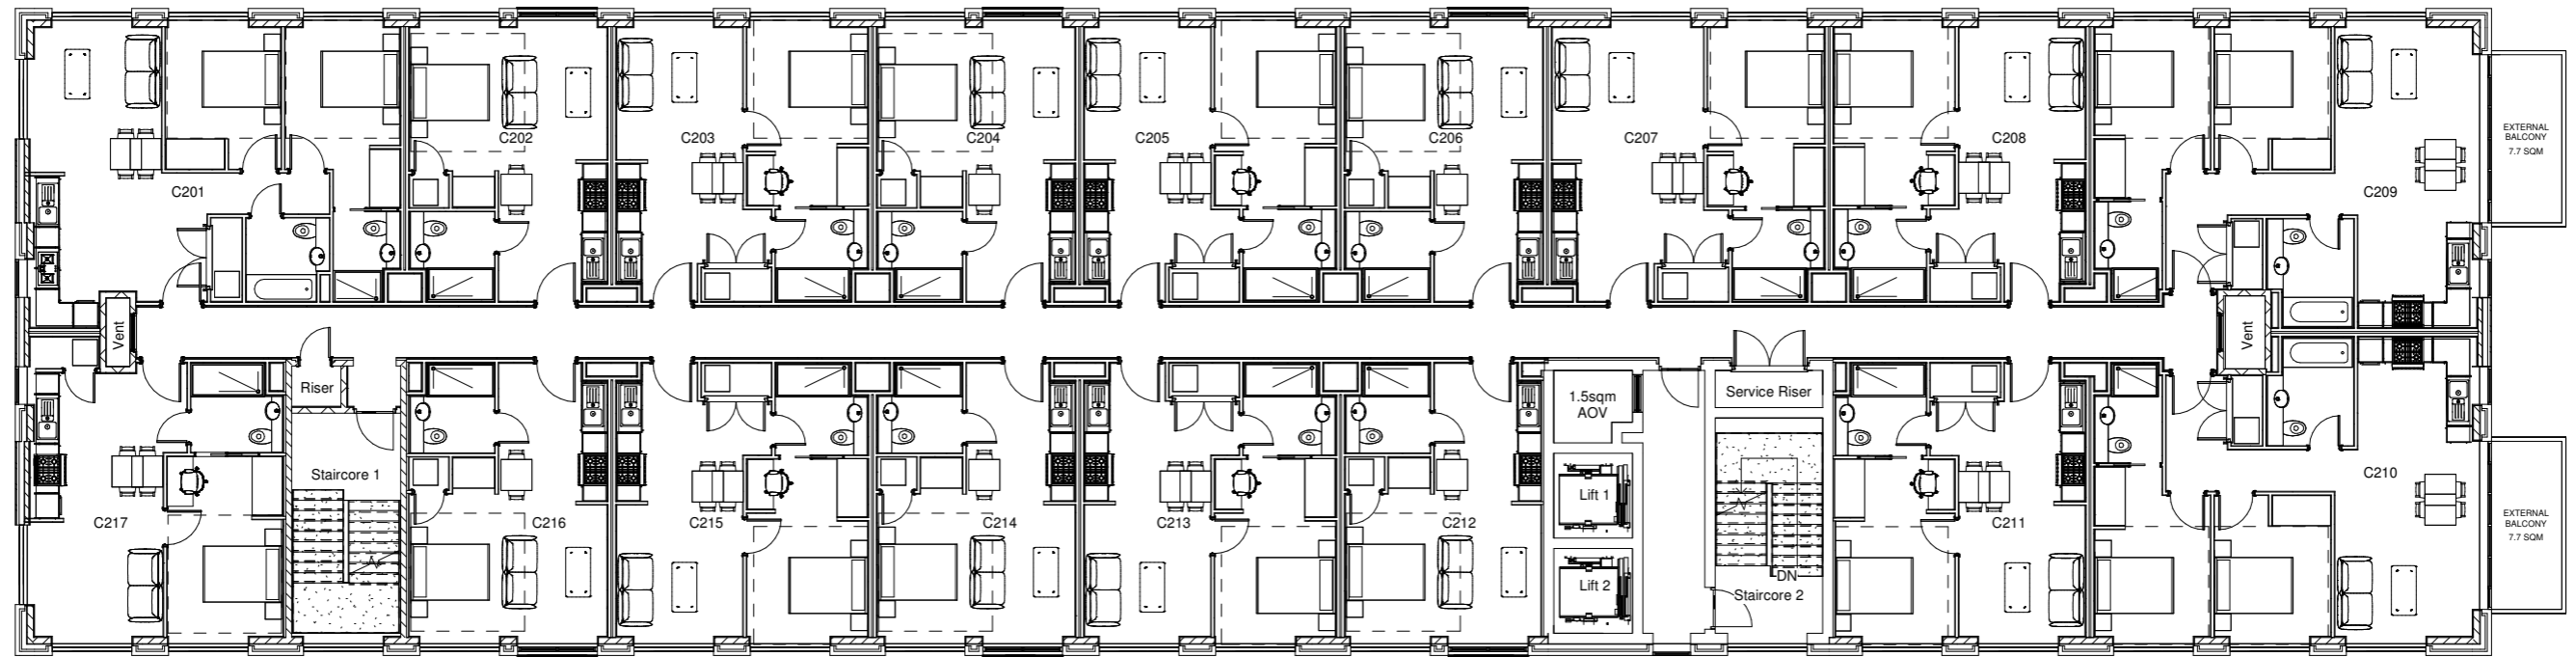 C201
C202
C203
C204
C205
C206
C207
C208
C209
EXTERNAL
BALCONY
7.7 SQM
Vent
Vent
Riser
Staircore 1
1.5sqm
AOV
Service Riser
Lift 1
Lift 2
DN
Staircore 2
C217
C216
C215
C214
C213
C212
C211
C210
EXTERNAL
BALCONY
7.7 SQM